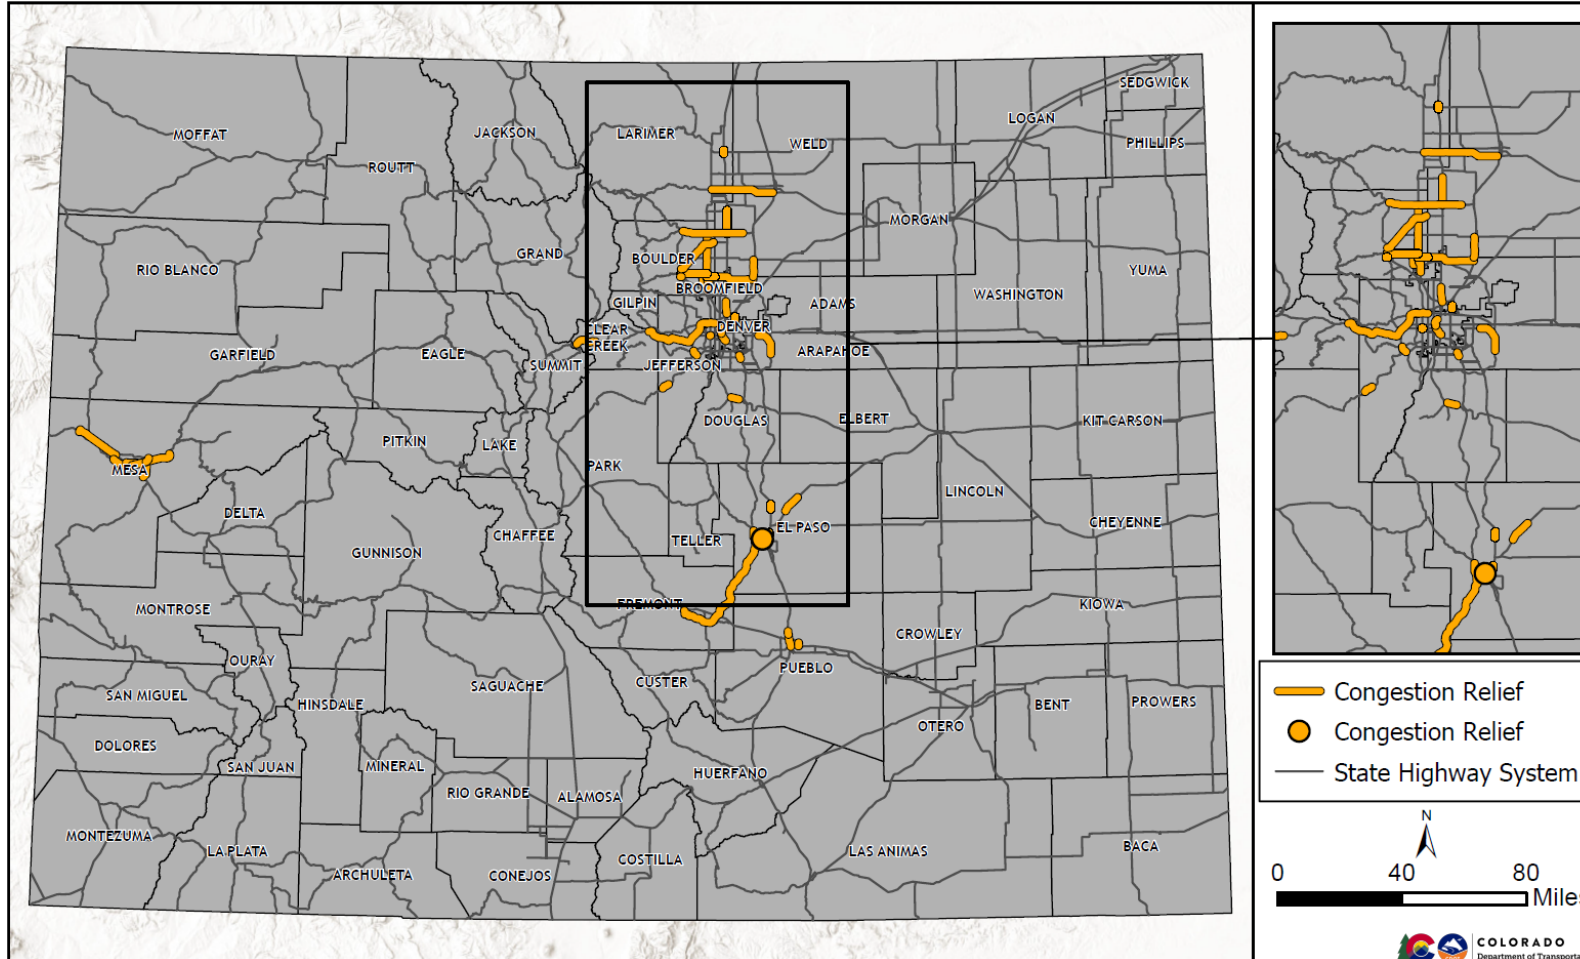 SEDGWICK
LOGAN
MOFFAT
JACKSON
LARIMER
WELD
PHILLIPS
ROUTT
MORGAN
GRAND
BOULDER
RIO BLANCO
YUMA
BROOMFIELD
WASHINGTON
GILPIN
ADAMS
DENVER
CLEAR
CREEK
GARFIELD
EAGLE
SUMMIT
JEFFERSON
ARAPAHOE
DOUGLAS
ELBERT
KIT CARSON
PITKIN
LAKE
MESA
PARK
LINCOLN
DELTA
CHEYENNE
EL PASO
CHAFFEE
TELLER
GUNNISON
MONTROSE
FREMONT
KIOWA
CROWLEY
OURAY
PUEBLO
CUSTER
SAGUACHE
SAN MIGUEL
HINSDALE
BENT
PROWERS
OTERO
DOLORES
SAN JUAN
MINERAL
HUERFANO
RIO GRANDE
ALAMOSA
MONTEZUMA
LA PLATA
COSTILLA
LAS ANIMAS
BACA
ARCHULETA
CONEJOS
Congestion Relief
Congestion Relief
State Highway System
N
0 40 80
Miles
COLORADO
Department of Transporta